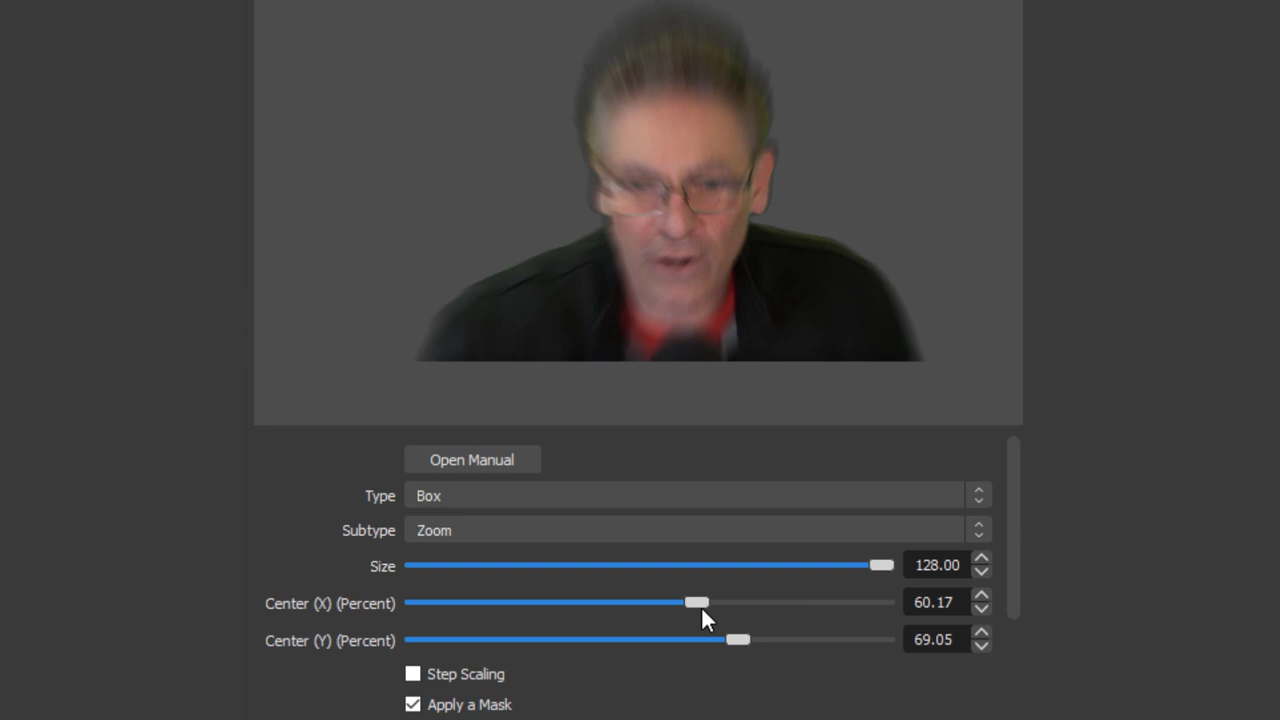 Open Manual
Type Box
Subtype Zoom
Size 128.00
Center (X) (Percent) 60.17
Center (Y) (Percent) 69.05
Step Scaling
Apply a Mask